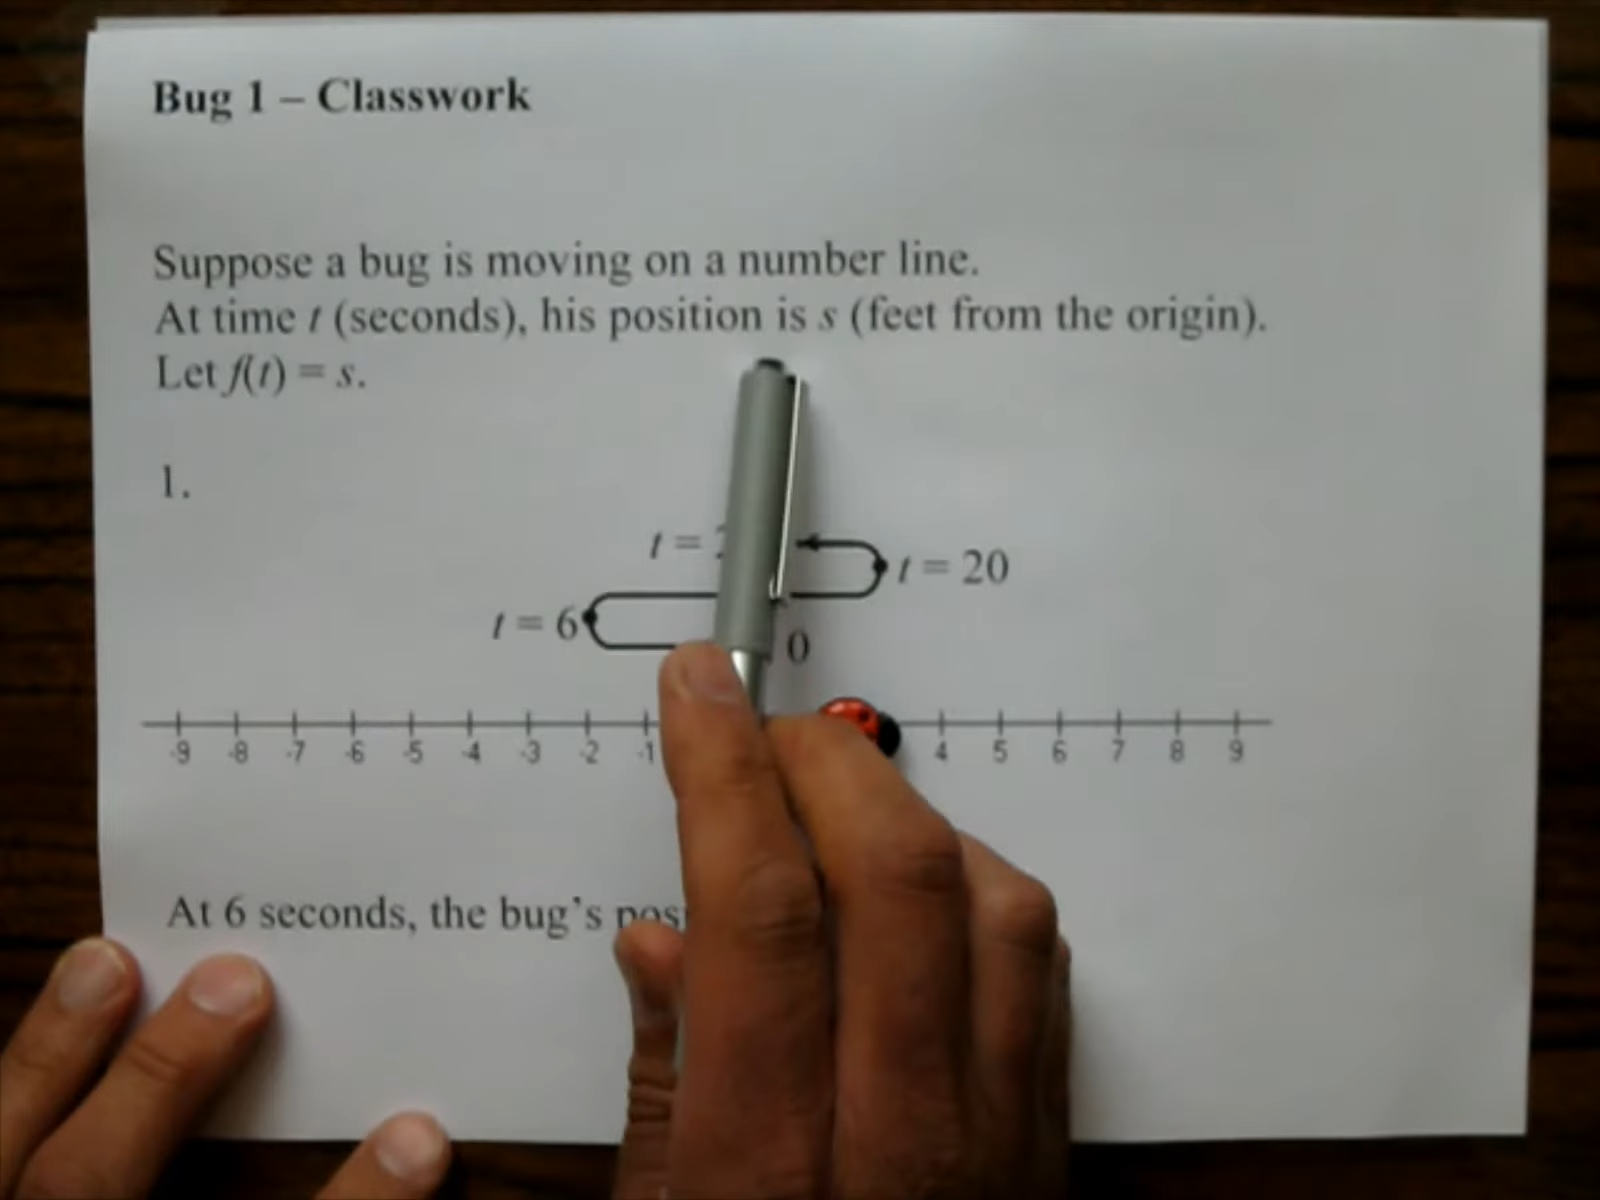 Bug 1 – Classwork
Suppose a bug is moving on a number line.
At time t (seconds), his position is s (feet from the origin).
Let f(t) = s.
1.
t =
t = 20
t = 6
0
-9 -8 -7 -6 -5 -4 -3 -2 -1 4 5 6 7 8 9
At 6 seconds, the bug's